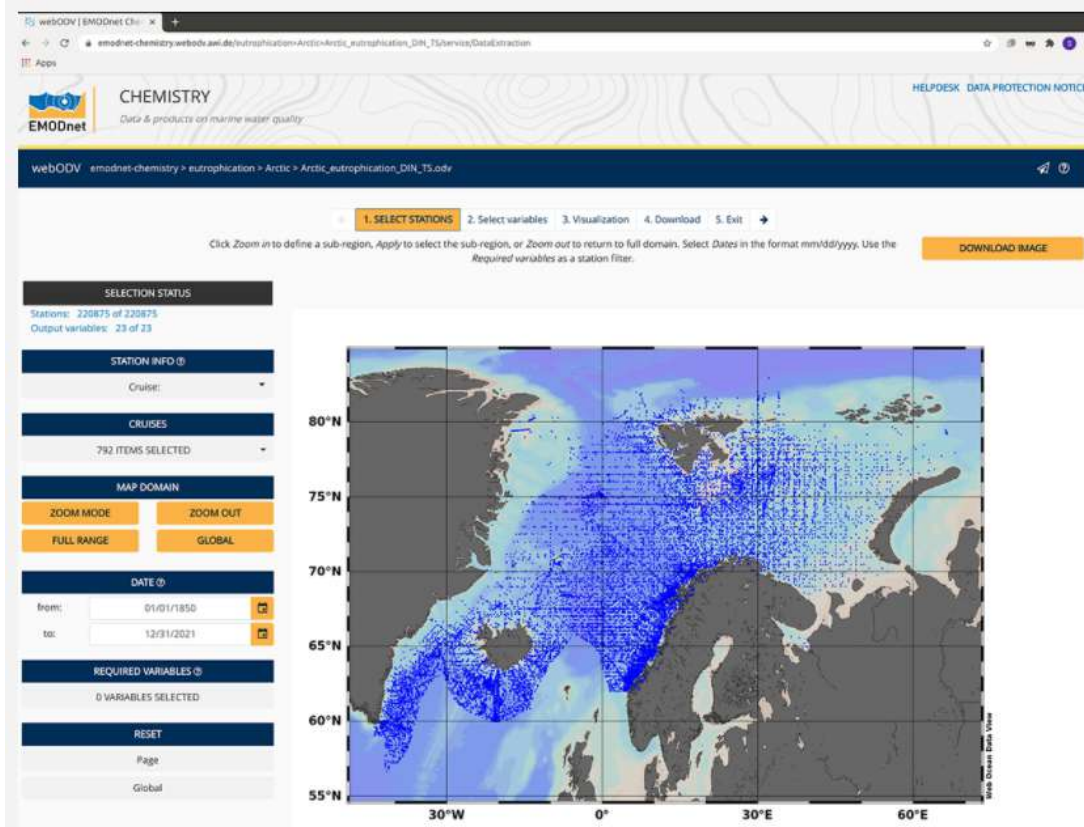 webODV | EMODnet Che
emodnet-chemistry.webodv.awi.de/eutrophication>Arctic>Arctic_eutrophication_DIN_TS/service/DataExtraction
Apps
S
EMODnet
CHEMISTRY
Data & products on marine water quality
HELPDESK DATA PROTECTION NOTICE
webODV emodnet-chemistry > eutrophication > Arctic > Arctic_eutrophication_DIN_TS.odv
1. SELECT STATIONS 2. Select variables 3. Visualization 4. Download 5. Exit
Click Zoom in to define a sub-region, Apply to select the sub-region, or Zoom out to return to full domain. Select Dates in the format mm/dd/yyyy. Use the
Required variables as a station filter.
DOWNLOAD IMAGE
SELECTION STATUS
Stations: 220875 of 220875
Output variables: 23 of 23
STATION INFO
Cruise:
CRUISES
792 ITEMS SELECTED
MAP DOMAIN
ZOOM MODE ZOOM OUT
FULL RANGE GLOBAL
DATE
from: 01/01/1850
to: 12/31/2021
REQUIRED VARIABLES
0 VARIABLES SELECTED
RESET
Page
Global
80°N
75°N
70°N
65°N
60°N
55°N
30°W 0° 30°E 60°E
Web Ocean Data View